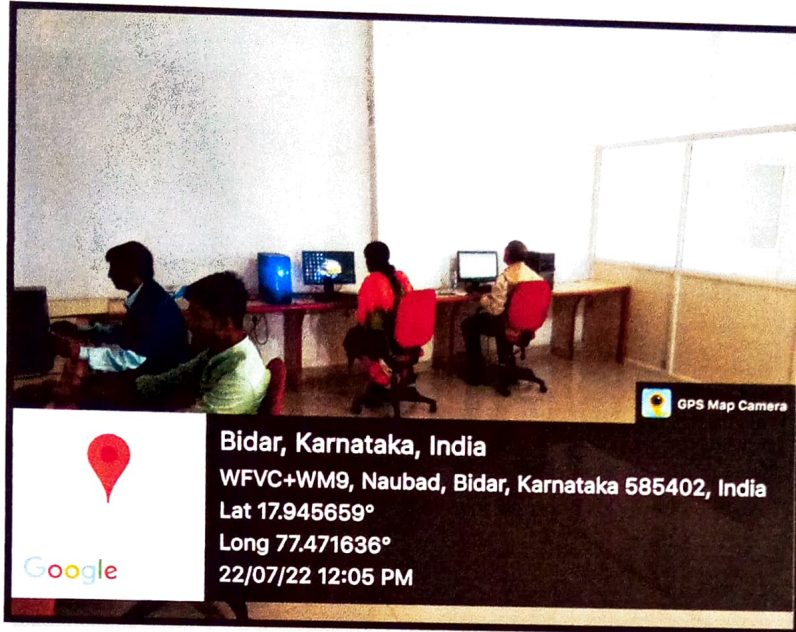 GPS Map Camera
Bidar, Karnataka, India
WFVC+WM9, Naubad, Bidar, Karnataka 585402, India
Lat 17.945659°
Long 77.471636°
22/07/22 12:05 PM
Google